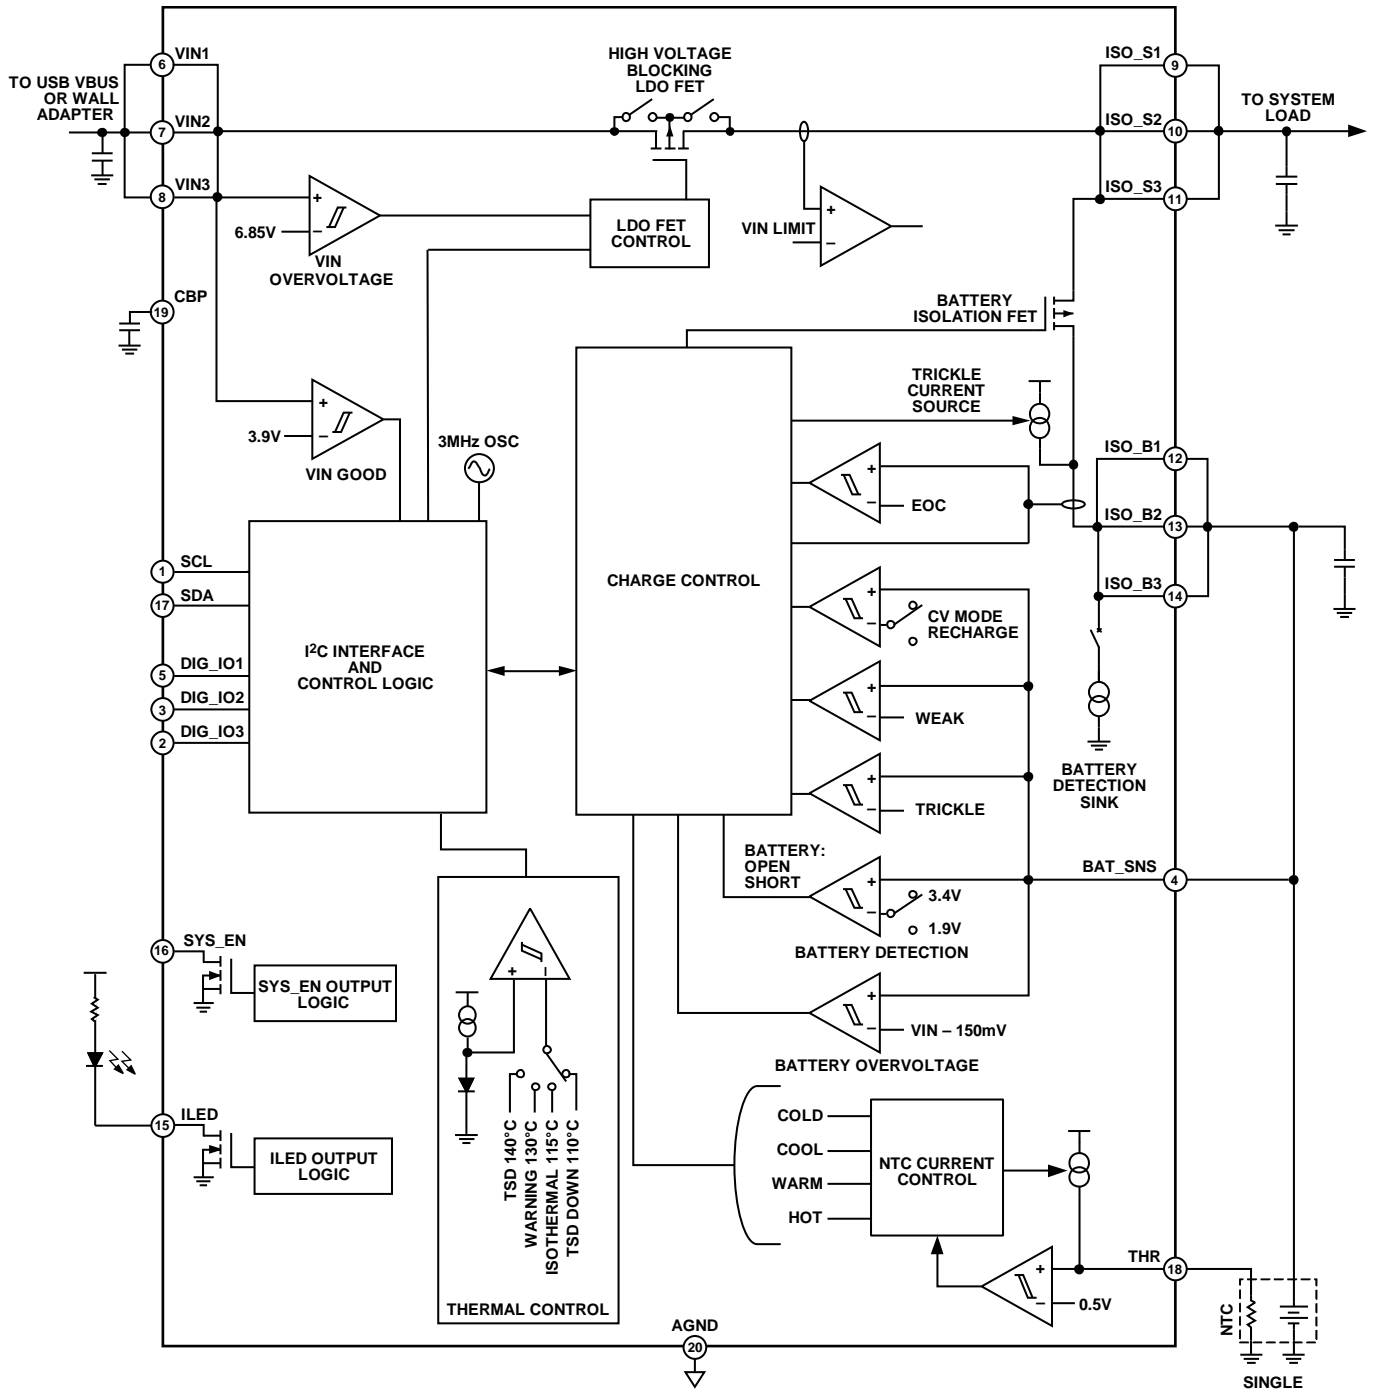 VIN1
6
TO USB VBUS
OR WALL
ADAPTER
VIN2
7
VIN3
8
HIGH VOLTAGE
BLOCKING
LDO FET
ISO_S1
9
TO SYSTEM
LOAD
ISO_S2
10
ISO_S3
11
+
–
6.85V
VIN
OVERVOLTAGE
LDO FET
CONTROL
VIN LIMIT
+
–
CBP
19
BATTERY
ISOLATION FET
+
–
3.9V
VIN GOOD
3MHz OSC
TRICKLE
CURRENT
SOURCE
ISO_B1
12
ISO_B2
13
ISO_B3
14
+
–
EOC
SCL
1
SDA
17
DIG_IO1
5
DIG_IO2
3
DIG_IO3
2
I2C INTERFACE
AND
CONTROL LOGIC
CHARGE CONTROL
+
–
CV MODE
RECHARGE
+
–
WEAK
+
–
TRICKLE
BATTERY
DETECTION
SINK
BATTERY:
OPEN
SHORT
+
–
3.4V
1.9V
BATTERY DETECTION
BAT_SNS
4
+
–
VIN – 150mV
BATTERY OVERVOLTAGE
SYS_EN
16
SYS_EN OUTPUT
LOGIC
ILED
15
ILED OUTPUT
LOGIC
+
–
TSD 140°C
WARNING 130°C
ISOTHERMAL 115°C
TSD DOWN 110°C
THERMAL CONTROL
COLD
COOL
WARM
HOT
NTC CURRENT
CONTROL
+
–
0.5V
THR
18
NTC
SINGLE
AGND
20